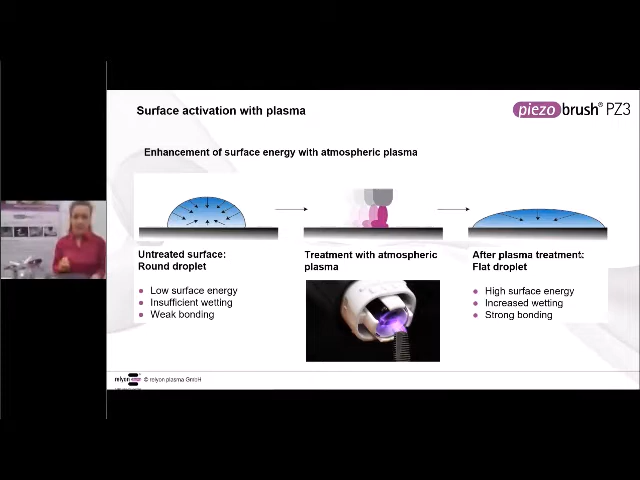 Surface activation with plasma
piezobrush® PZ3
Enhancement of surface energy with atmospheric plasma
Untreated surface:
Round droplet
Low surface energy
Insufficient wetting
Weak bonding
Treatment with atmospheric
plasma
After plasma treatment:
Flat droplet
High surface energy
Increased wetting
Strong bonding
relyon © relyon plasma GmbH